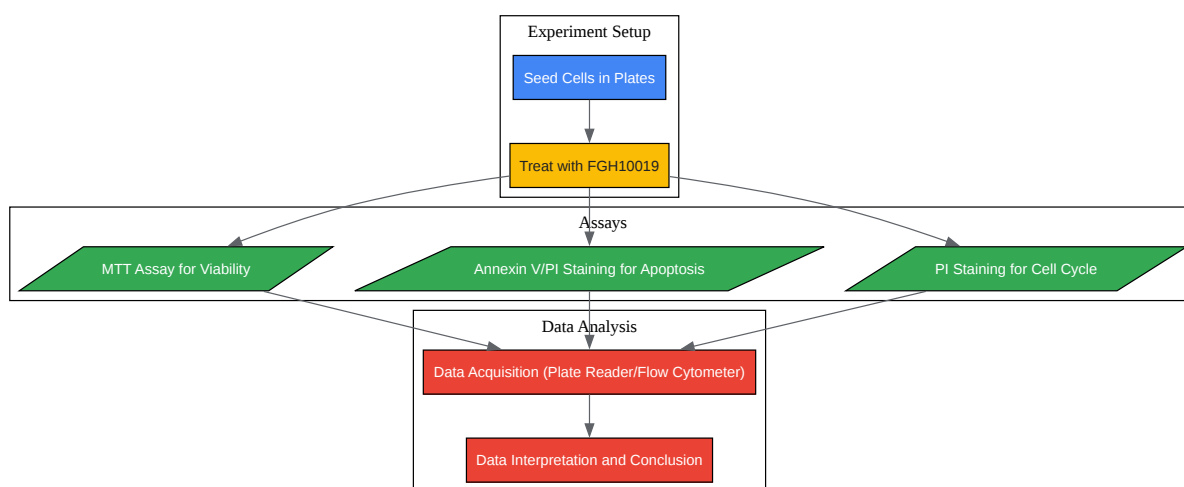 Experiment Setup
Seed Cells in Plates
Treat with FGH10019
Assays
MTT Assay for Viability
Annexin V/PI Staining for Apoptosis
PI Staining for Cell Cycle
Data Analysis
Data Acquisition (Plate Reader/Flow Cytometer)
Data Interpretation and Conclusion